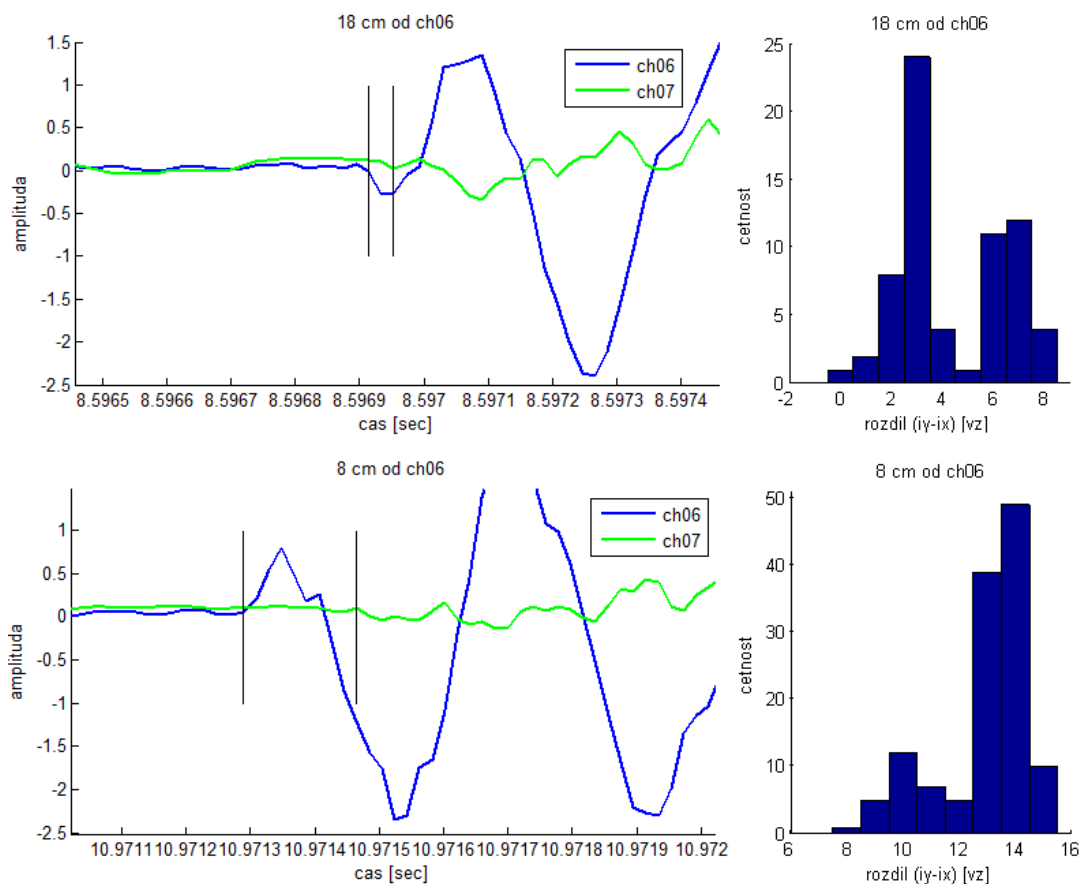 18 cm od ch06
1.5
1
0.5
0
-0.5
-1
-1.5
-2
-2.5
amplituda
ch06
ch07
8.5965 8.5966 8.5967 8.5968 8.5969 8.597 8.5971 8.5972 8.5973 8.5974
cas [sec]
18 cm od ch06
25
20
15
10
5
0
cetnost
-2 0 2 4 6 8
rozdil (iy-ix) [vz]
8 cm od ch06
1
0.5
0
-0.5
-1
-1.5
-2
-2.5
amplituda
ch06
ch07
10.9711 10.9712 10.9713 10.9714 10.9715 10.9716 10.9717 10.9718 10.9719 10.972
cas [sec]
8 cm od ch06
50
40
30
20
10
0
cetnost
6 8 10 12 14 16
rozdil (iy-ix) [vz]